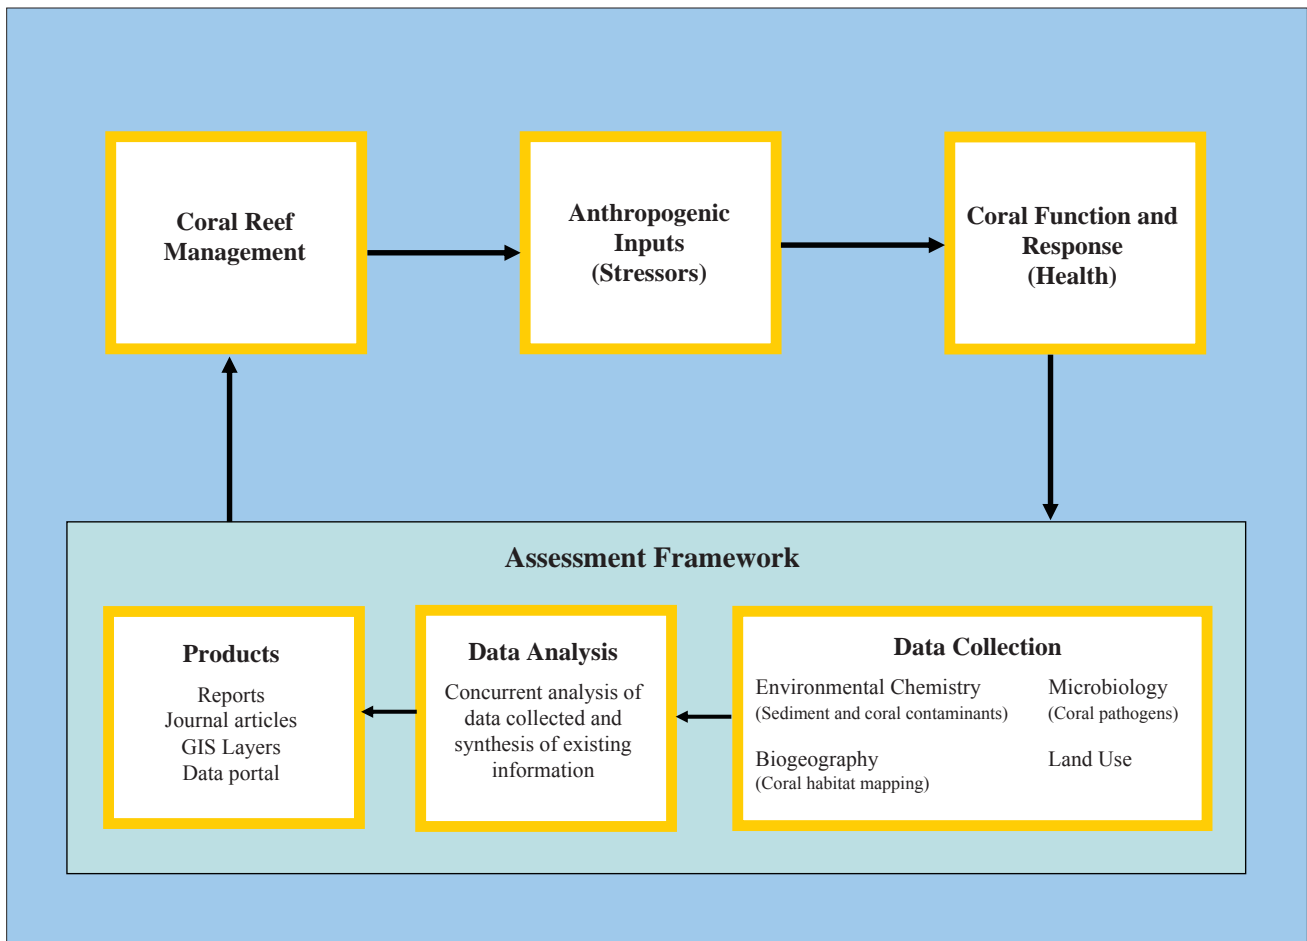 Coral Reef
Management
Anthropogenic
Inputs
(Stressors)
Coral Function and
Response
(Health)
Assessment Framework
Products
Reports
Journal articles
GIS Layers
Data portal
Data Analysis
Concurrent analysis of
data collected and
synthesis of existing
information
Data Collection
Environmental Chemistry
(Sediment and coral contaminants)
Microbiology
(Coral pathogens)
Biogeography
(Coral habitat mapping)
Land Use